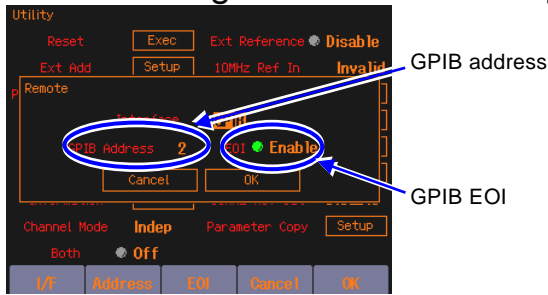 Utility
Reset Exec Ext Reference Disable
Ext Add Setup 10MHz Ref In Invalid
Remote
GPIB Address 2 EOI Enable
Cancel OK
Channel Mode Indep Parameter Copy Setup
Both Off
I/F Address EOI Cancel OK
GPIB address
GPIB EOI